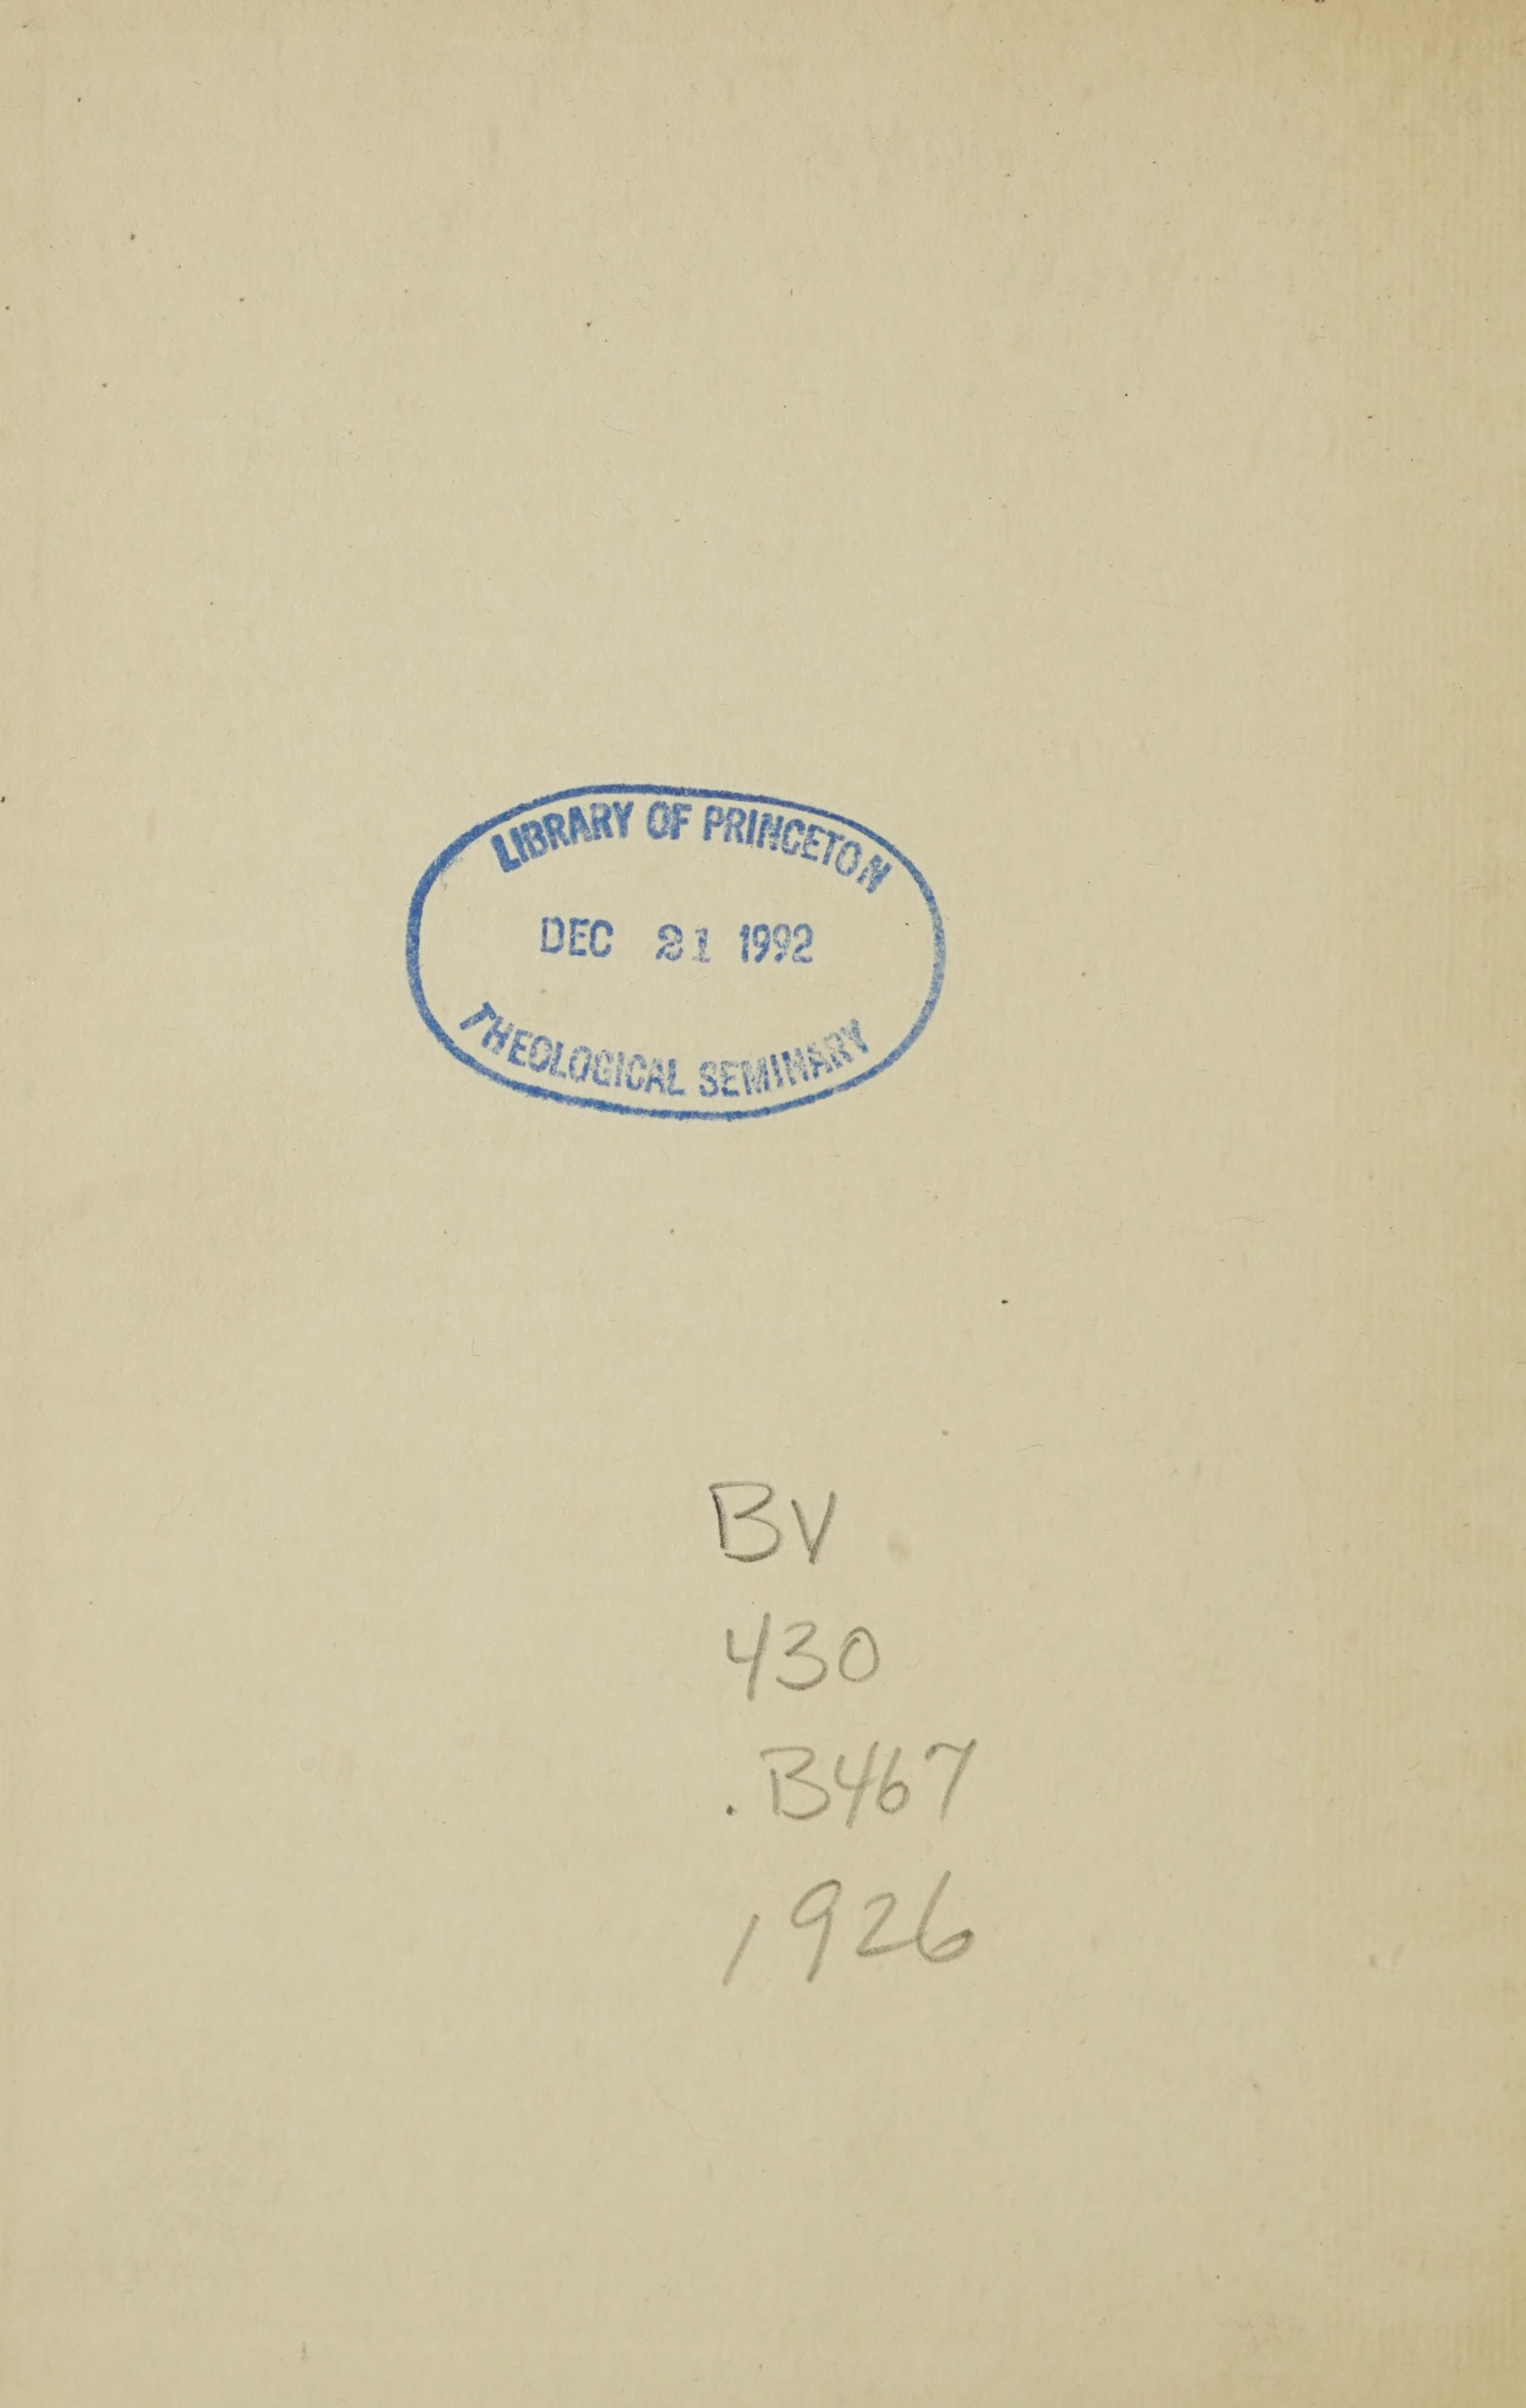 LIBRARY OF PRINCETON
DEC 21 1992
THEOLOGICAL SEMINARY
BV
430
.B467
1926